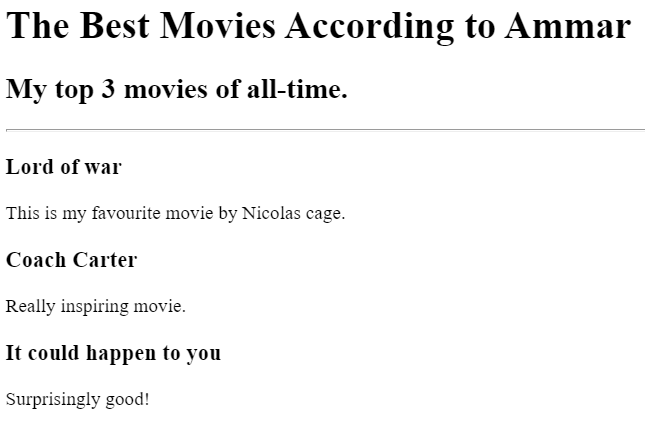 The Best Movies According to Ammar
My top 3 movies of all-time.
Lord of war
This is my favourite movie by Nicolas cage.
Coach Carter
Really inspiring movie.
It could happen to you
Surprisingly good!